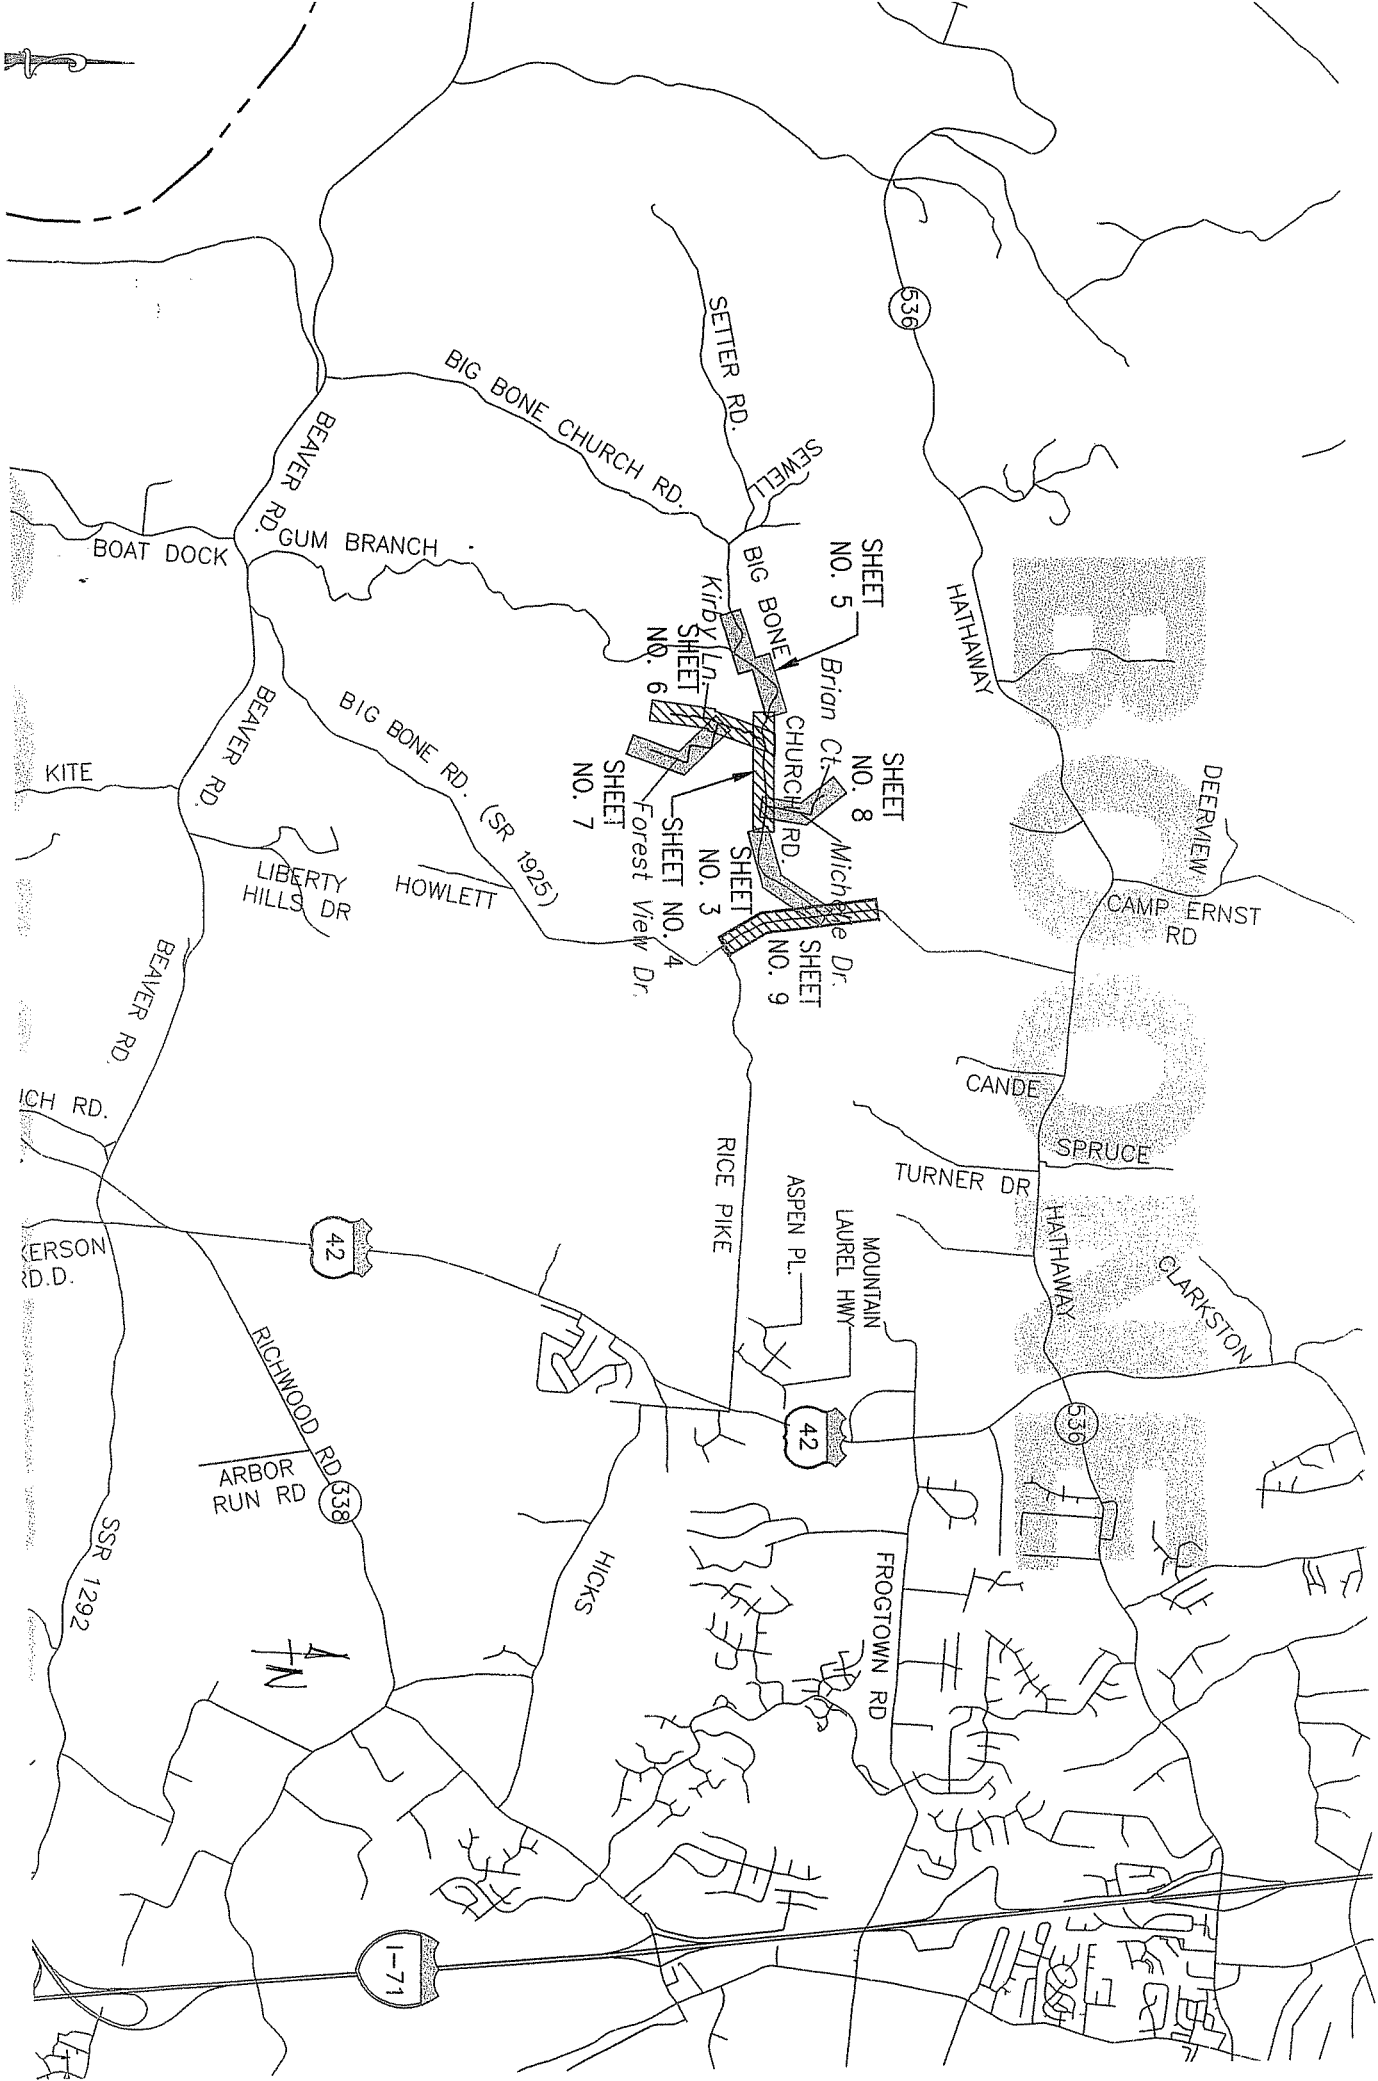 536
SETTER RD.
SEWELL
BIG BONE CHURCH RD.
BEAVER RD.
GUM BRANCH
BOAT DOCK
SHEET
NO. 5
BIG BONE
CHURCH RD.
Kirby Ln.
SHEET
NO. 6
Brian Ct.
SHEET
NO. 8
HATHAWAY
BOONE
DEERVIEW
CAMP ERNST
RD
BEAVER RD.
BIG BONE RD. (SR 1925)
KITE
LIBERTY
HILLS DR
HOWLETT
SHEET
NO. 7
Forest View Dr.
SHEET NO. 4
SHEET
NO. 3
Michelle Dr.
SHEET
NO. 9
BEAVER RD.
CANDE
SPRUCE
TURNER DR
RICE PIKE
ASPEN PL.
MOUNTAIN
LAUREL HWY
HATHAWAY
CLARKSTON
536
42
42
ICH RD.
KERSON
RD.D.
RICHWOOD RD
338
ARBOR
RUN RD
SSR 1292
HICKS
FROGTOWN RD
N
I-71